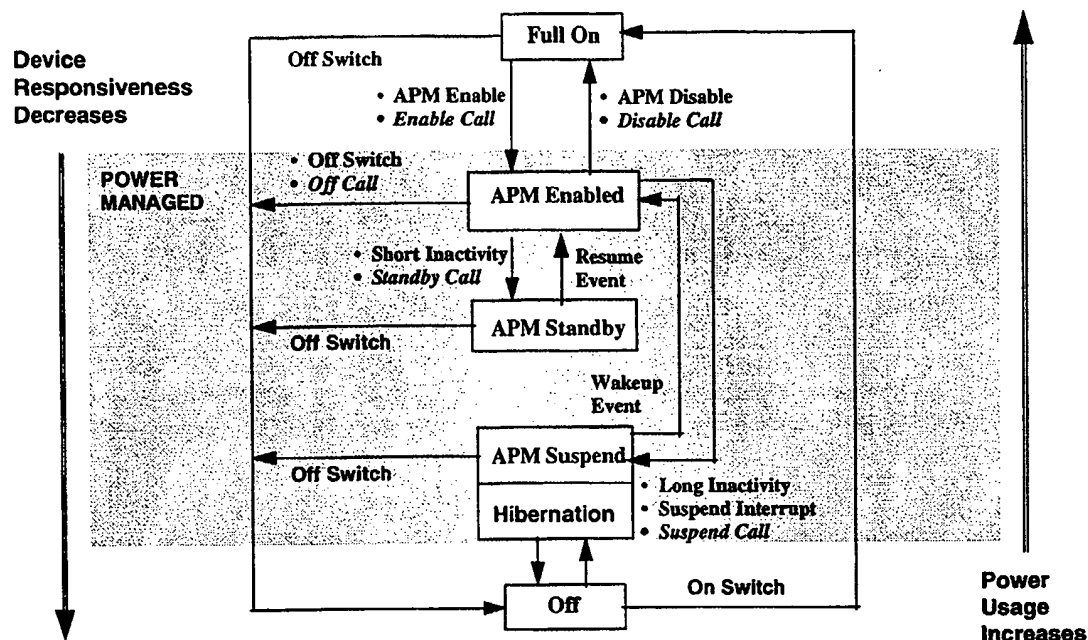 Full On
Device
Responsiveness
Decreases
Off Switch
• APM Enable
• Enable Call
• APM Disable
• Disable Call
POWER
MANAGED
• Off Switch
• Off Call
APM Enabled
• Short Inactivity
• Standby Call
Resume
Event
APM Standby
Off Switch
Wakeup
Event
APM Suspend
Off Switch
Hibernation
• Long Inactivity
• Suspend Interrupt
• Suspend Call
Off
On Switch
Power
Usage
Increases